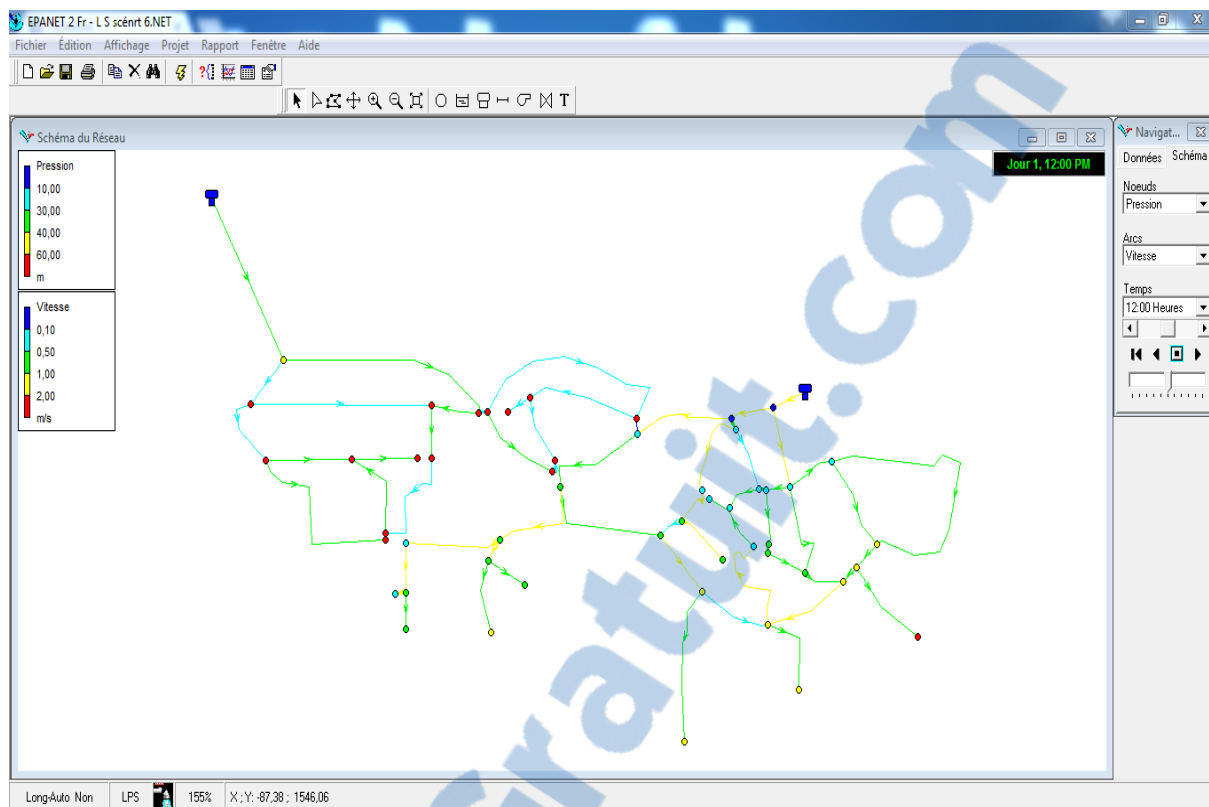 EPANET 2 Fr - L S scénrt 6.NET
Fichier Édition Affichage Projet Rapport Fenêtre Aide
T
Schéma du Réseau
Pression
10,00
30,00
40,00
60,00
m
Vitesse
0,10
0,50
1,00
2,00
m/s
Jour 1, 12:00 PM
Navigat...
Données Schéma
Noeuds
Pression
Arcs
Vitesse
Temps
12:00 Heures
Gratuit.com
Long-Auto Non LPS 155% X ; Y: -87,38 ; 1546,06